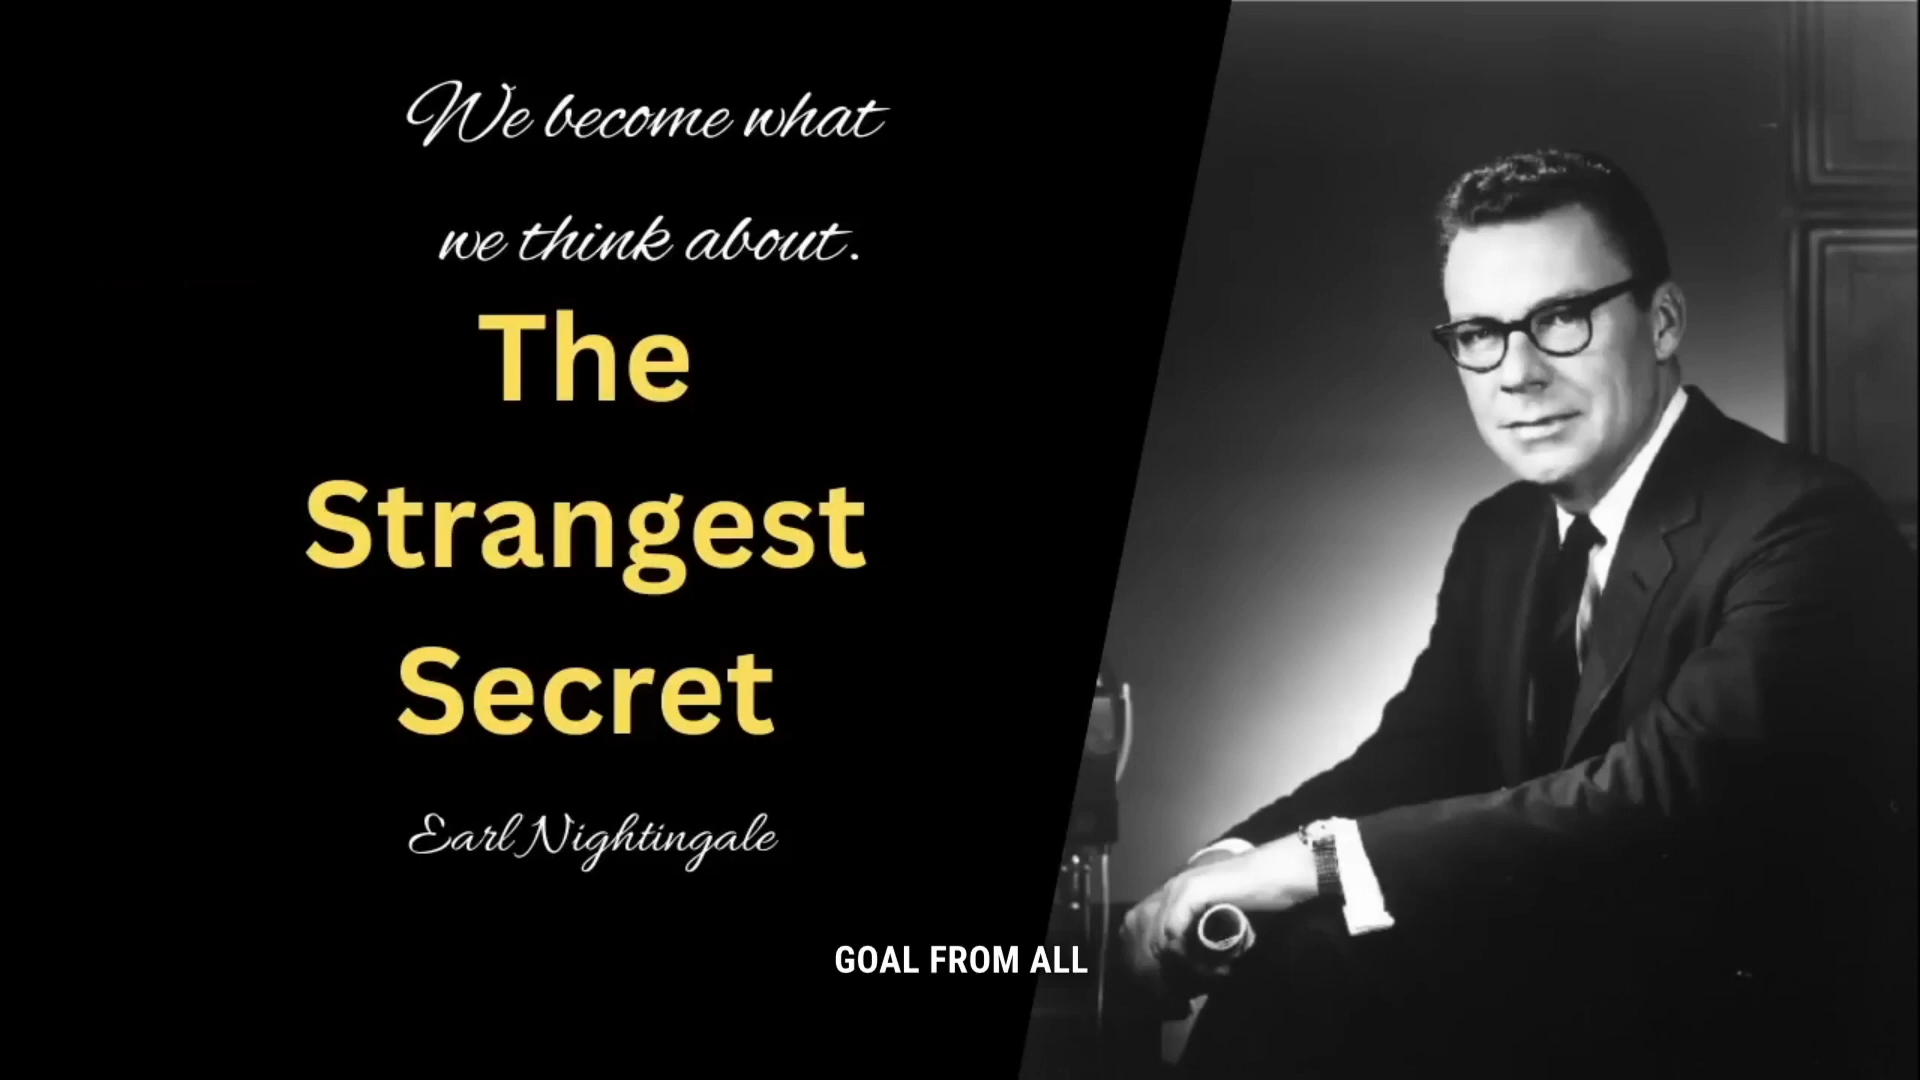 We become what
we think about.
The
Strangest
Secret
Earl Nightingale
GOAL FROM ALL